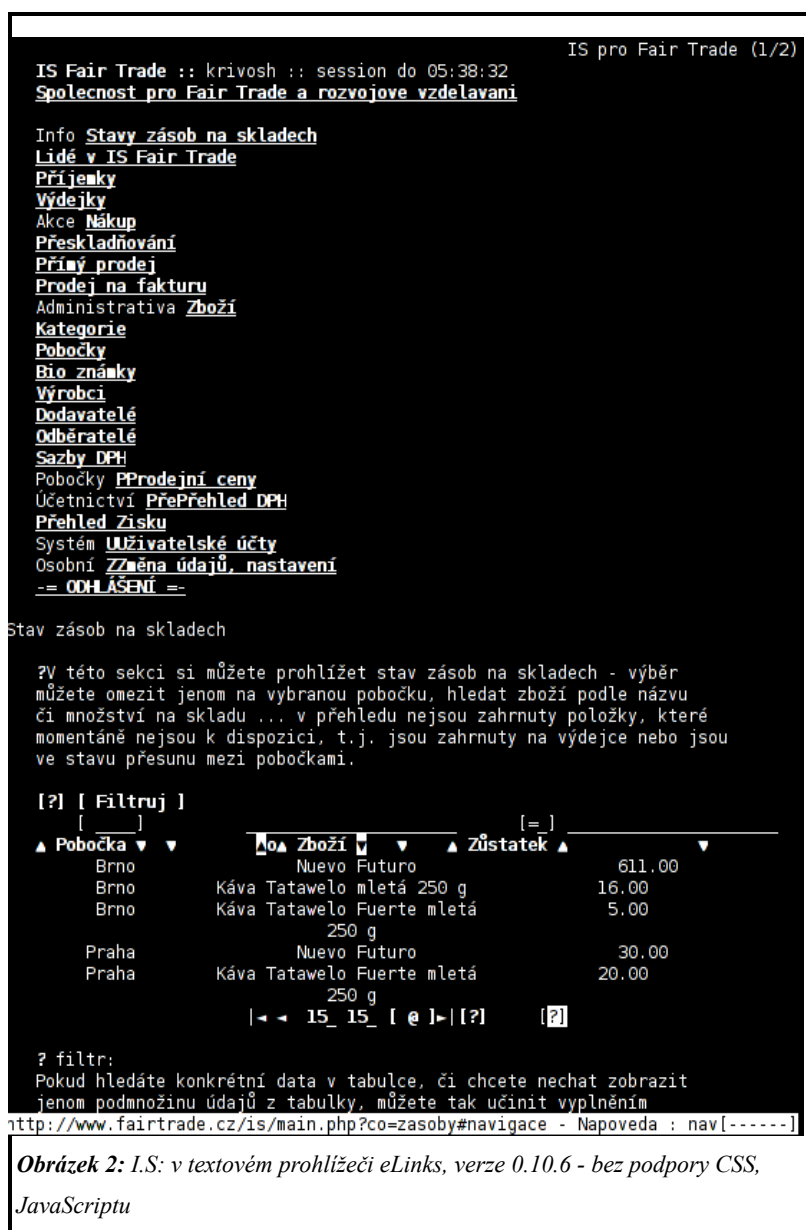 IS pro Fair Trade (1/2)
IS Fair Trade :: krivosh :: session do 05:38:32
Spolecnost pro Fair Trade a rozvojove vzdelavani
Info Stavy zásob na skladech
Lidé v IS Fair Trade
Příjemky
Výdejky
Akce Nákup
Přeskladňování
Přímý prodej
Prodej na fakturu
Administrativa Zboží
Kategorie
Pobočky
Bio známky
Výrobci
Dodavatelé
Odběratelé
Sazby DPH
Pobočky PProdejní ceny
Účetnictví PřePřehled DPH
Přehled Zisku
Systém UUživatelské účty
Osobní ZZměna údajů, nastavení
-= ODHLÁŠENÍ =-
Stav zásob na skladech
?V této sekci si můžete prohlížet stav zásob na skladech - výběr
můžete omezit jenom na vybranou pobočku, hledat zboží podle názvu
či množství na skladu ... v přehledu nejsou zahrnuty položky, které
momentáně nejsou k dispozici, t.j. jsou zahrnuty na výdejce nebo jsou
ve stavu přesunu mezi pobočkami.
[?] [ Filtruj ]
[ ____] ____________________ [=_] ____________________
▲ Pobočka ▼ ▼ ▲o▲ Zboží ▼ ▼ ▲ Zůstatek ▲ ▼
Brno Nuevo Futuro 611.00
Brno Káva Tatawelo mletá 250 g 16.00
Brno Káva Tatawelo Fuerte mletá 5.00
250 g
Praha Nuevo Futuro 30.00
Praha Káva Tatawelo Fuerte mletá 20.00
250 g
|◄ ◄ 15_ 15_ [ @ ]►|[?] [?]
? filtr:
Pokud hledáte konkrétní data v tabulce, či chcete nechat zobrazit
jenom podmnožinu údajů z tabulky, můžete tak učinit vyplněním
http://www.fairtrade.cz/is/main.php?co=zasoby#navigace - Napoveda : nav[------]
Obrázek 2: I.S: v textovém prohlížeči eLinks, verze 0.10.6 - bez podpory CSS,
JavaScriptu